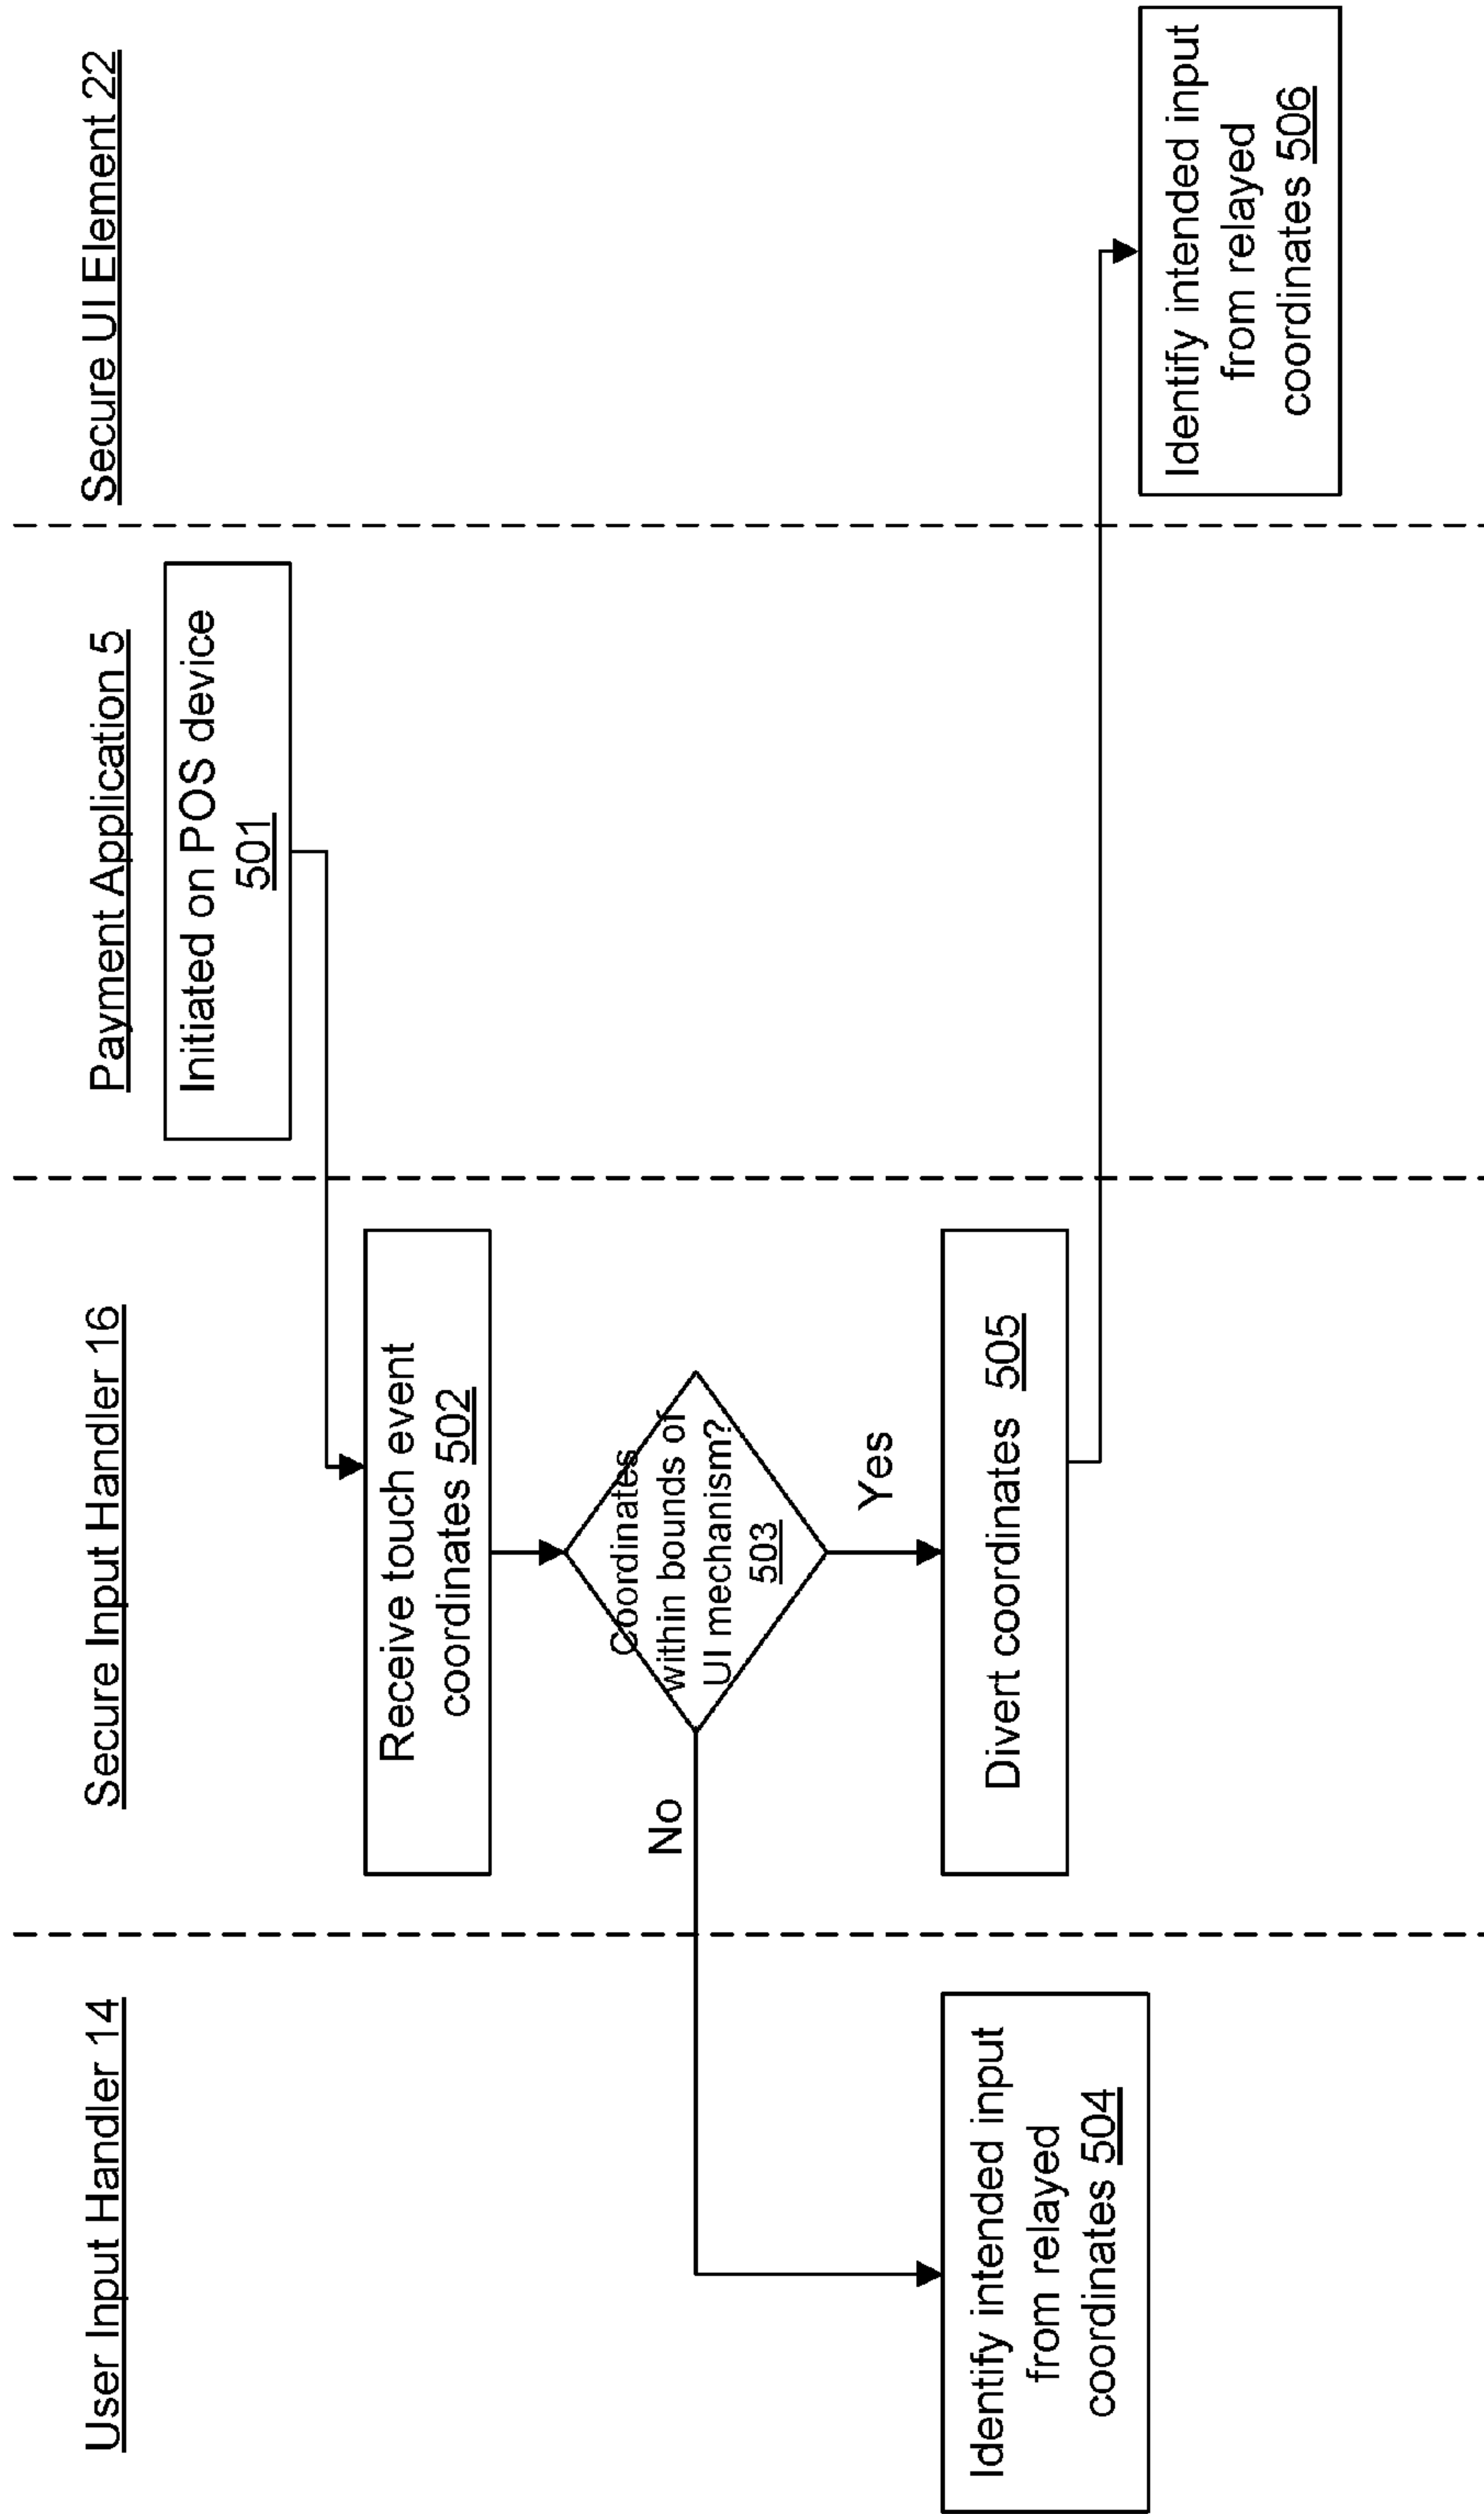 User Input Handler 14
Secure Input Handler 16
Payment Application 5
Secure UI Element 22
Initiated on POS device
501
Receive touch event
coordinates 502
Coordinates
within bounds of
UI mechanism?
503
No
Yes
Identify intended input
from relayed
coordinates 504
Divert coordinates 505
Identify intended input
from relayed
coordinates 506